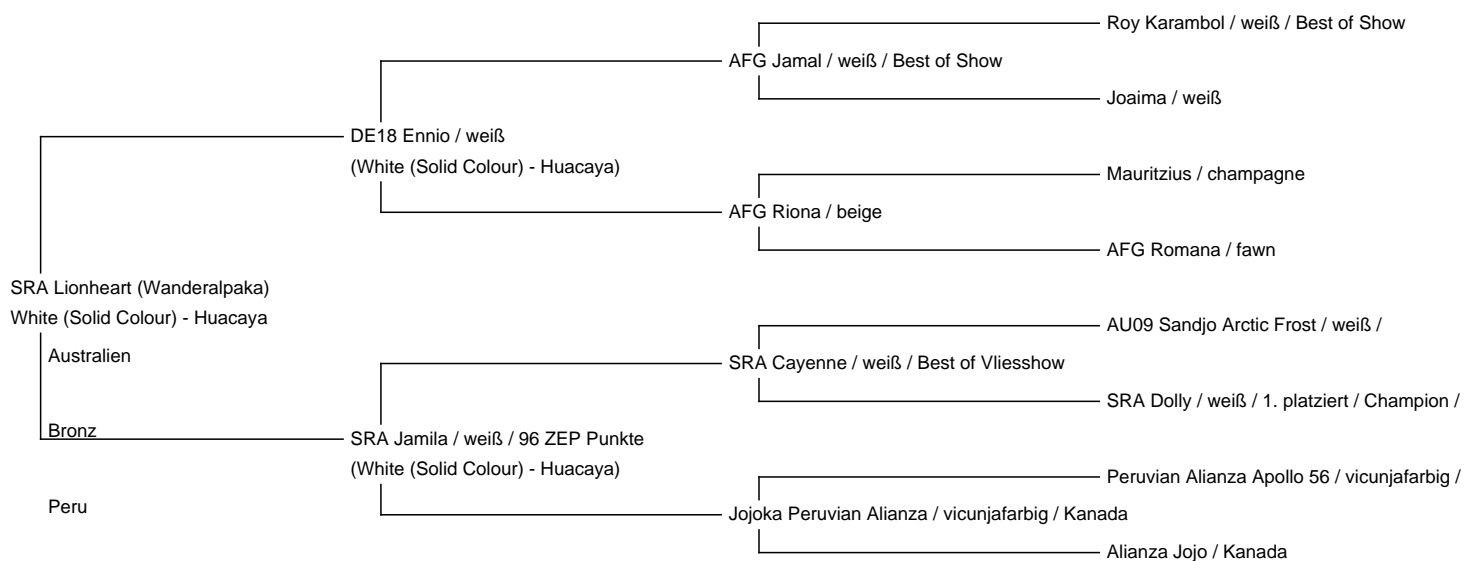 Roy Karambol / weiß / Best of Show
AFG Jamal / weiß / Best of Show
Joaima / weiß
DE18 Ennio / weiß
(White (Solid Colour) - Huacaya)
Mauritzius / champagne
AFG Riona / beige
AFG Romana / fawn
SRA Lionheart (Wanderalpaka)
White (Solid Colour) - Huacaya
AU09 Sandjo Arctic Frost / weiß /
Australien
SRA Cayenne / weiß / Best of Vliesshow
SRA Dolly / weiß / 1. platziert / Champion /
Bronz
SRA Jamila / weiß / 96 ZEP Punkte
(White (Solid Colour) - Huacaya)
Peruvian Alianza Apollo 56 / vicunjafarbig /
Peru
Jojoka Peruvian Alianza / vicunjafarbig / Kanada
Alianza Jojo / Kanada